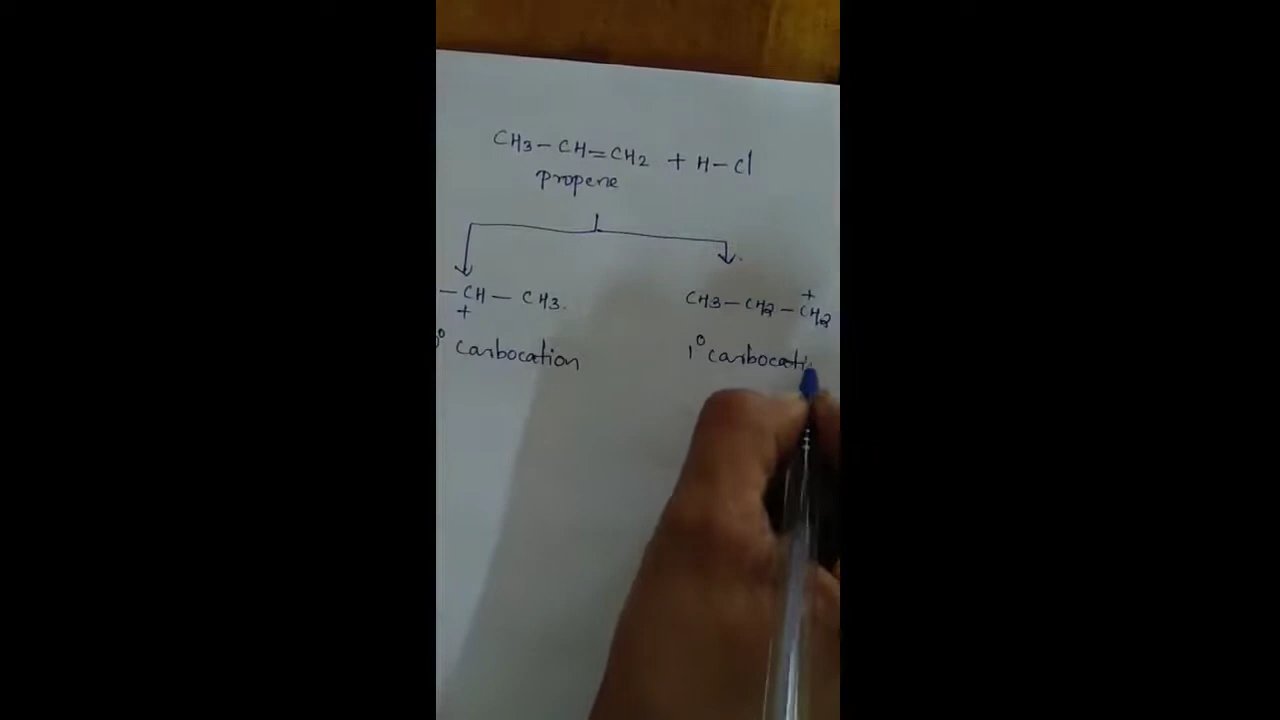 CH3-CH=CH2 + H-Cl
propene
-CH-CH3. CH3-CH2-CH2
+ +
° carbocation 1° carbocati